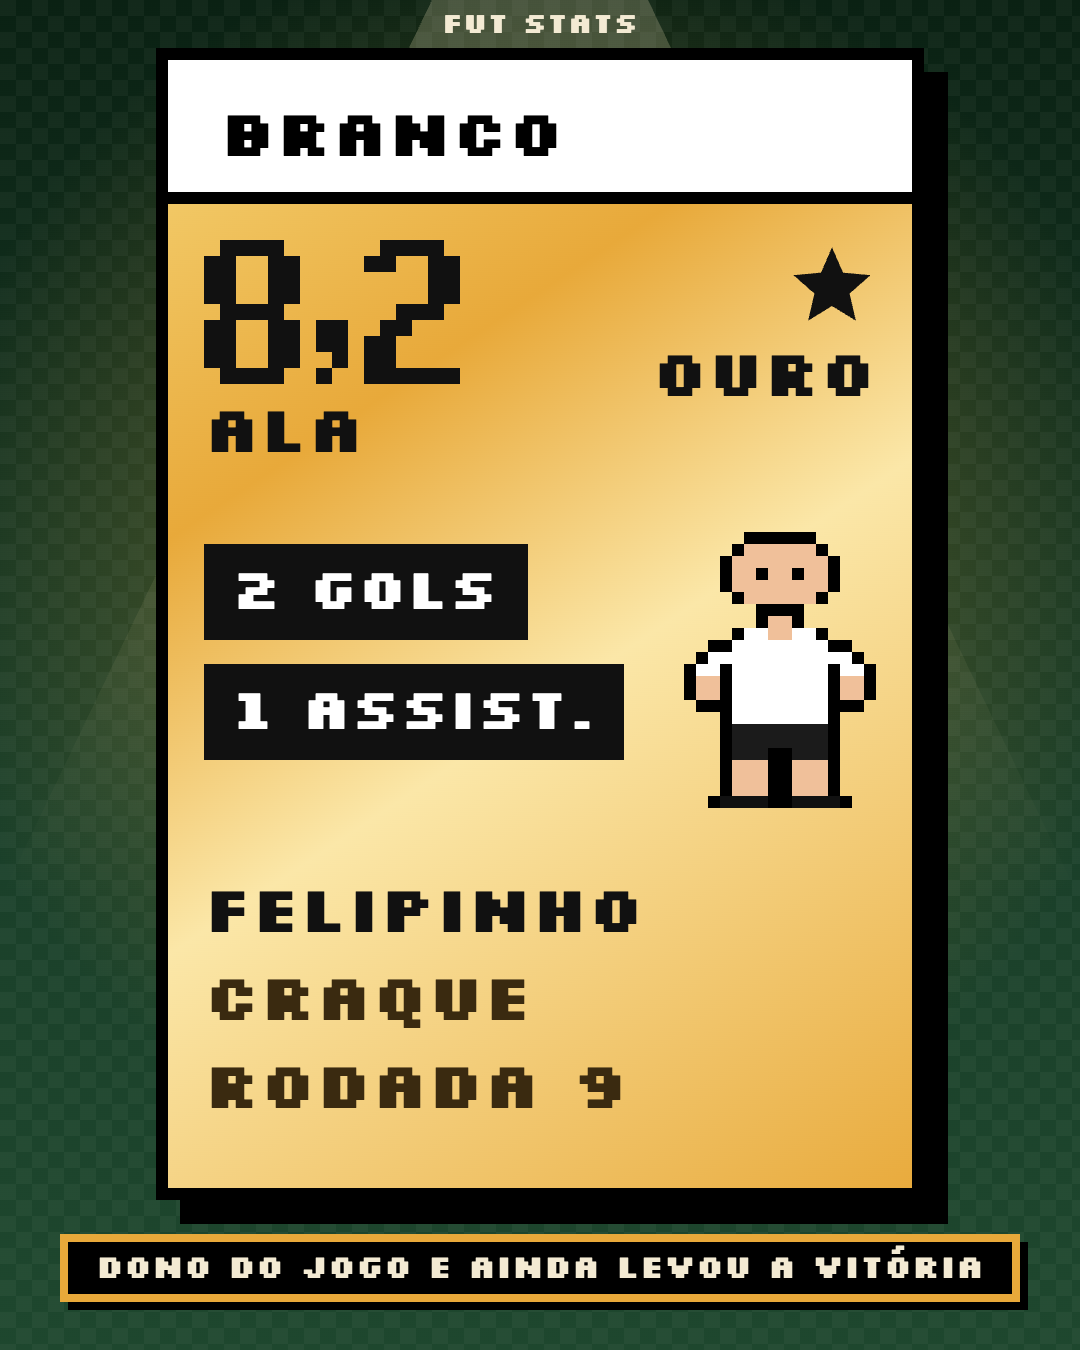 FUT STATS
BRANCO
8,2
OURO
ALA
2 GOLS
1 ASSIST.
FELIPINHO
CRAQUE
RODADA 9
DONO DO JOGO E AINDA LEVOU A VITÓRIA